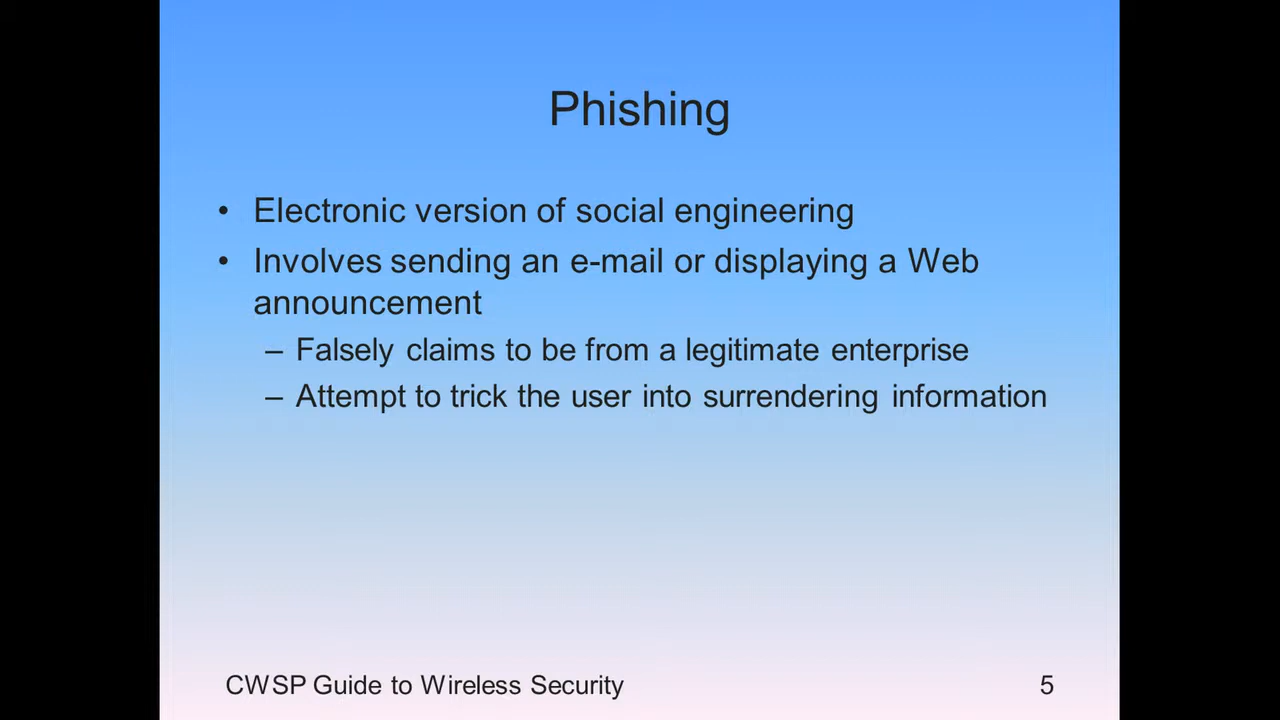 Phishing
• Electronic version of social engineering
• Involves sending an e-mail or displaying a Web
announcement
– Falsely claims to be from a legitimate enterprise
– Attempt to trick the user into surrendering information
CWSP Guide to Wireless Security
5